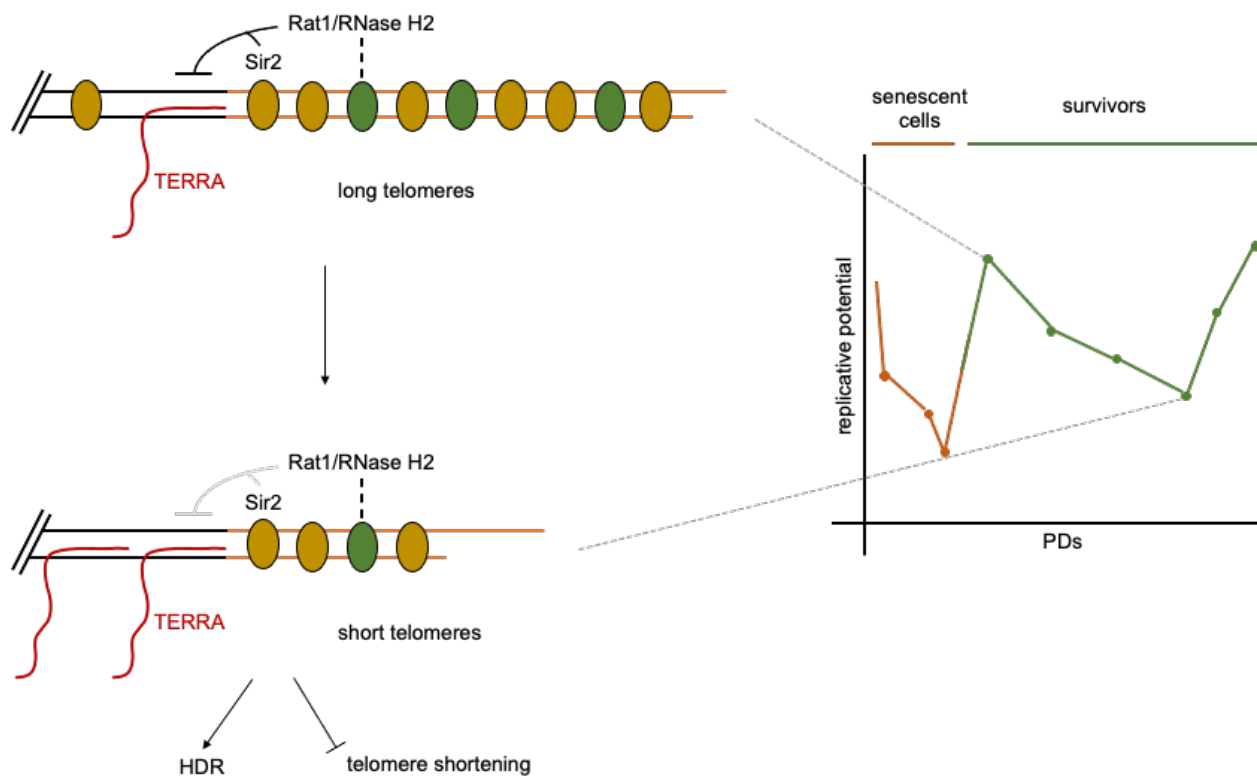 Rat1/RNase H2
Sir2
TERRA
long telomeres
Rat1/RNase H2
Sir2
TERRA
short telomeres
HDR
telomere shortening
senescent
cells
survivors
replicative potential
PDs